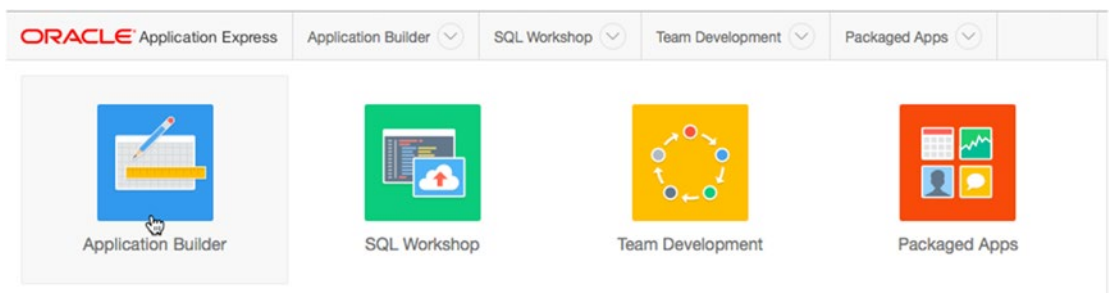 ORACLE Application Express Application Builder SQL Workshop Team Development Packaged Apps
Application Builder SQL Workshop Team Development Packaged Apps